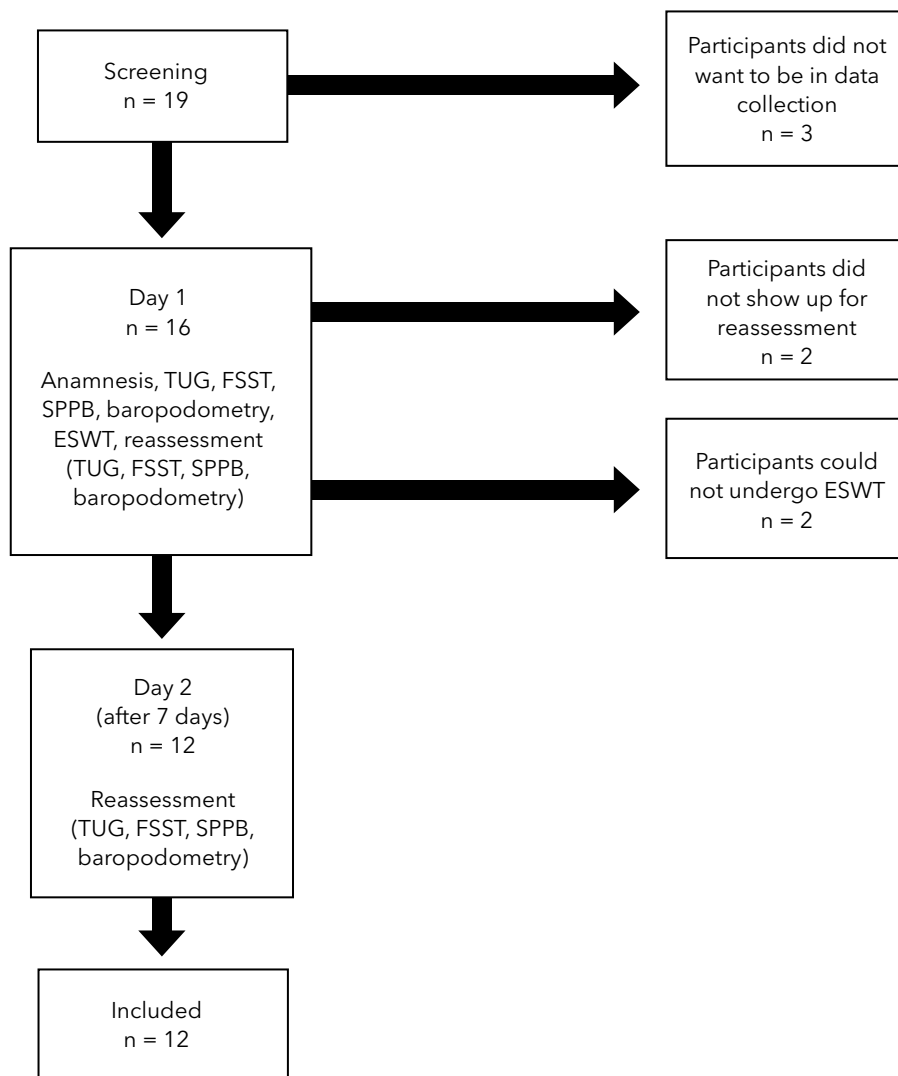 Screening
n = 19
Participants did not
want to be in data
collection
n = 3
Day 1
n = 16
Anamnesis, TUG, FSST,
SPPB, baropodometry,
ESWT, reassessment
(TUG, FSST, SPPB,
baropodometry)
Participants did
not show up for
reassessment
n = 2
Participants could
not undergo ESWT
n = 2
Day 2
(after 7 days)
n = 12
Reassessment
(TUG, FSST, SPPB,
baropodometry)
Included
n = 12